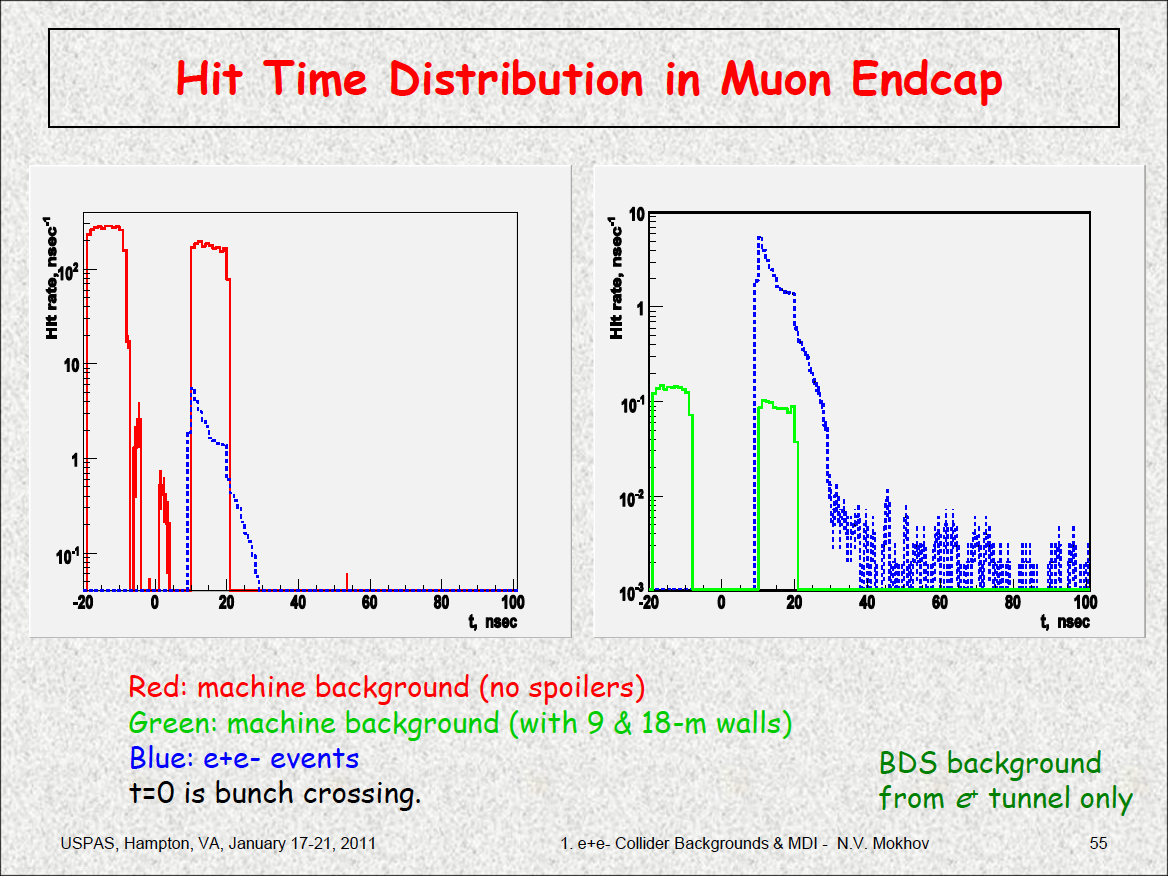 Hit Time Distribution in Muon Endcap
Hit rate, nsec-1
10²
10
1
10-1
-20 0 20 40 60 80 100
t, nsec
Hit rate, nsec-1
10
1
10-1
10-2
10-3
-20 0 20 40 60 80 100
t, nsec
Red: machine background (no spoilers)
Green: machine background (with 9 & 18-m walls)
Blue: e+e- events
t=0 is bunch crossing.
BDS background
from e+ tunnel only
USPAS, Hampton, VA, January 17-21, 2011 1. e+e- Collider Backgrounds & MDI - N.V. Mokhov 55